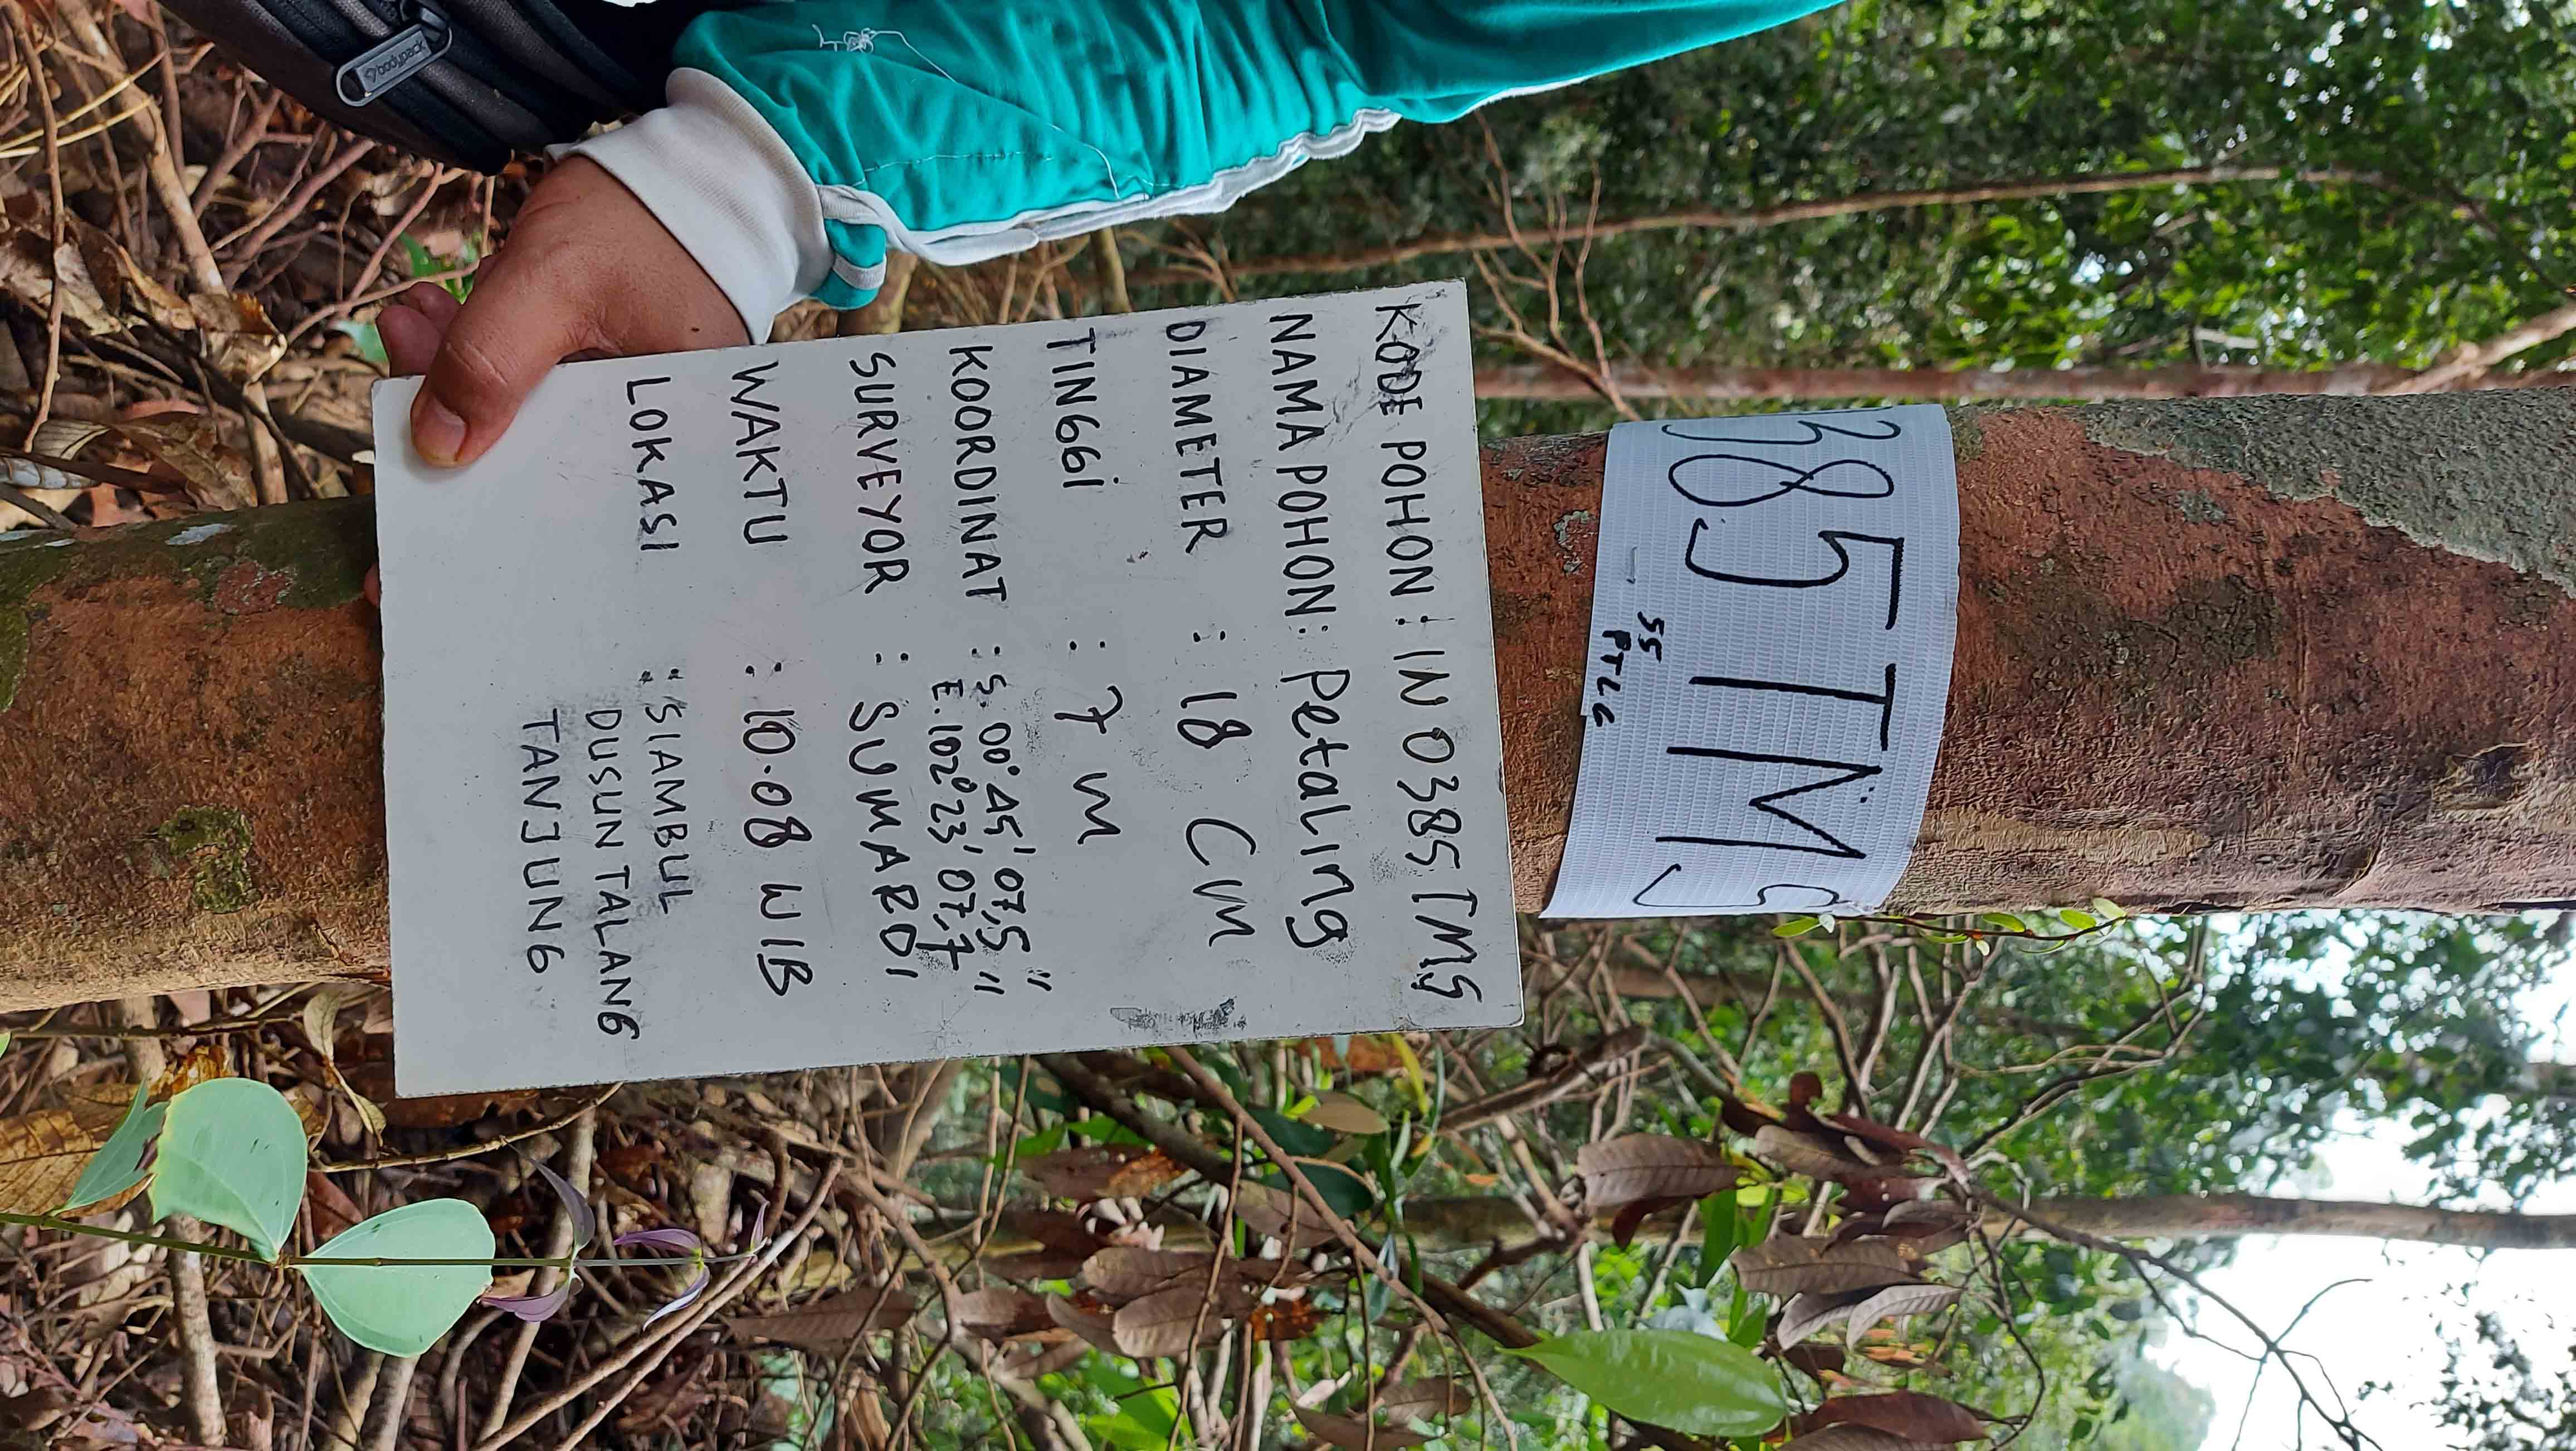 385 TMS
55
PTLG
KODE POHON : IN 0385 TMS
NAMA POHON : PetaLing
DIAMETER : 18 CM
TINGGi : 7 M
KOORDINAT : S. 00° 45' 07,5"
E. 102° 23' 07,7"
SURVEYOR : SUMARDI
WAKTU : 10.08 WIB
LOKASI : SIAMBUL
DUSUN TALANG
TANJUNG
bodypack